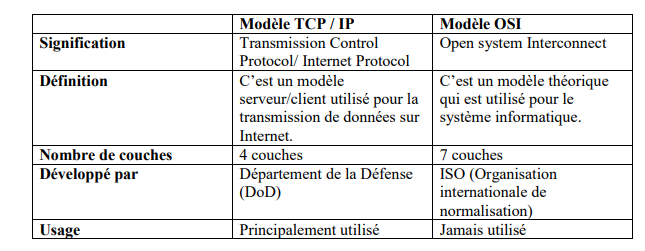 Modèle TCP / IP Modèle OSI
Signification Transmission Control Open system Interconnect
Protocol/ Internet Protocol
Définition C'est un modèle C'est un modèle théorique
serveur/client utilisé pour la qui est utilisé pour le
transmission de données sur système informatique.
Internet.
Nombre de couches 4 couches 7 couches
Développé par Département de la Défense ISO (Organisation
(DoD) internationale de
normalisation)
Usage Principalement utilisé Jamais utilisé